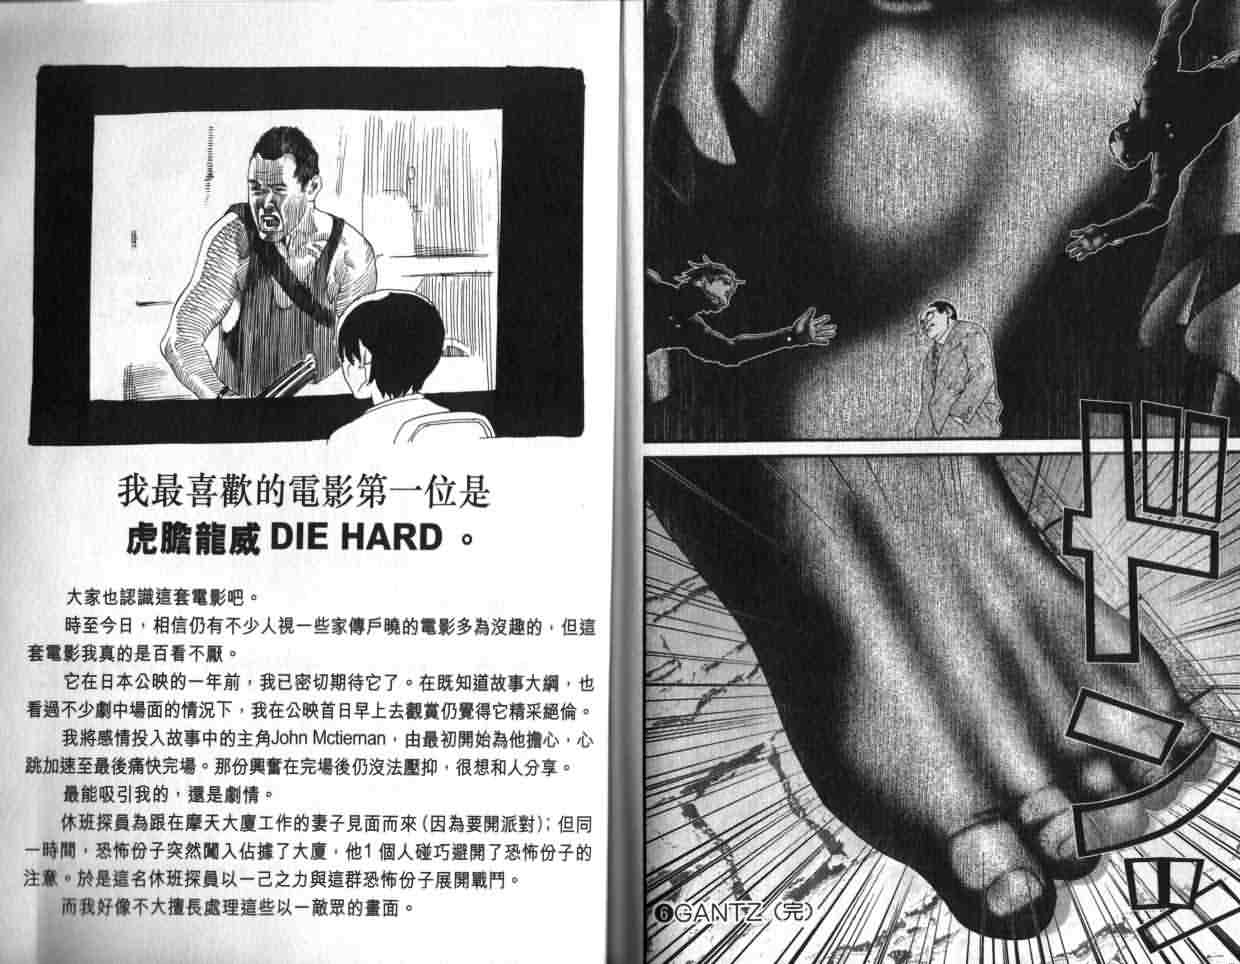 我最喜歡的電影第一位是
虎膽龍威 DIE HARD。
大家也認識這套電影吧。
時至今日，相信仍有不少人視一些家傳戶曉的電影多為沒趣的，但這
套電影我真的是百看不厭。
它在日本公映的一年前，我已密切期待它了。在既知道故事大綱，也
看過不少劇中場面的情況下，我在公映首日早上去觀賞仍覺得它精采絕倫。
我將感情投入故事中的主角John Mctiernan，由最初開始為他擔心，心
跳加速至最後痛快完場。那份興奮在完場後仍沒法壓抑，很想和人分享。
最能吸引我的，還是劇情。
休班探員為跟在摩天大廈工作的妻子見面而來（因為要開派對）；但同
一時間，恐怖份子突然闖入佔據了大廈，他1個人碰巧避開了恐怖份子的
注意。於是這名休班探員以一己之力與這群恐怖份子展開戰鬥。
而我好像不大擅長處理這些以一敵眾的畫面。
ドンッ
❻GANTZ（完）